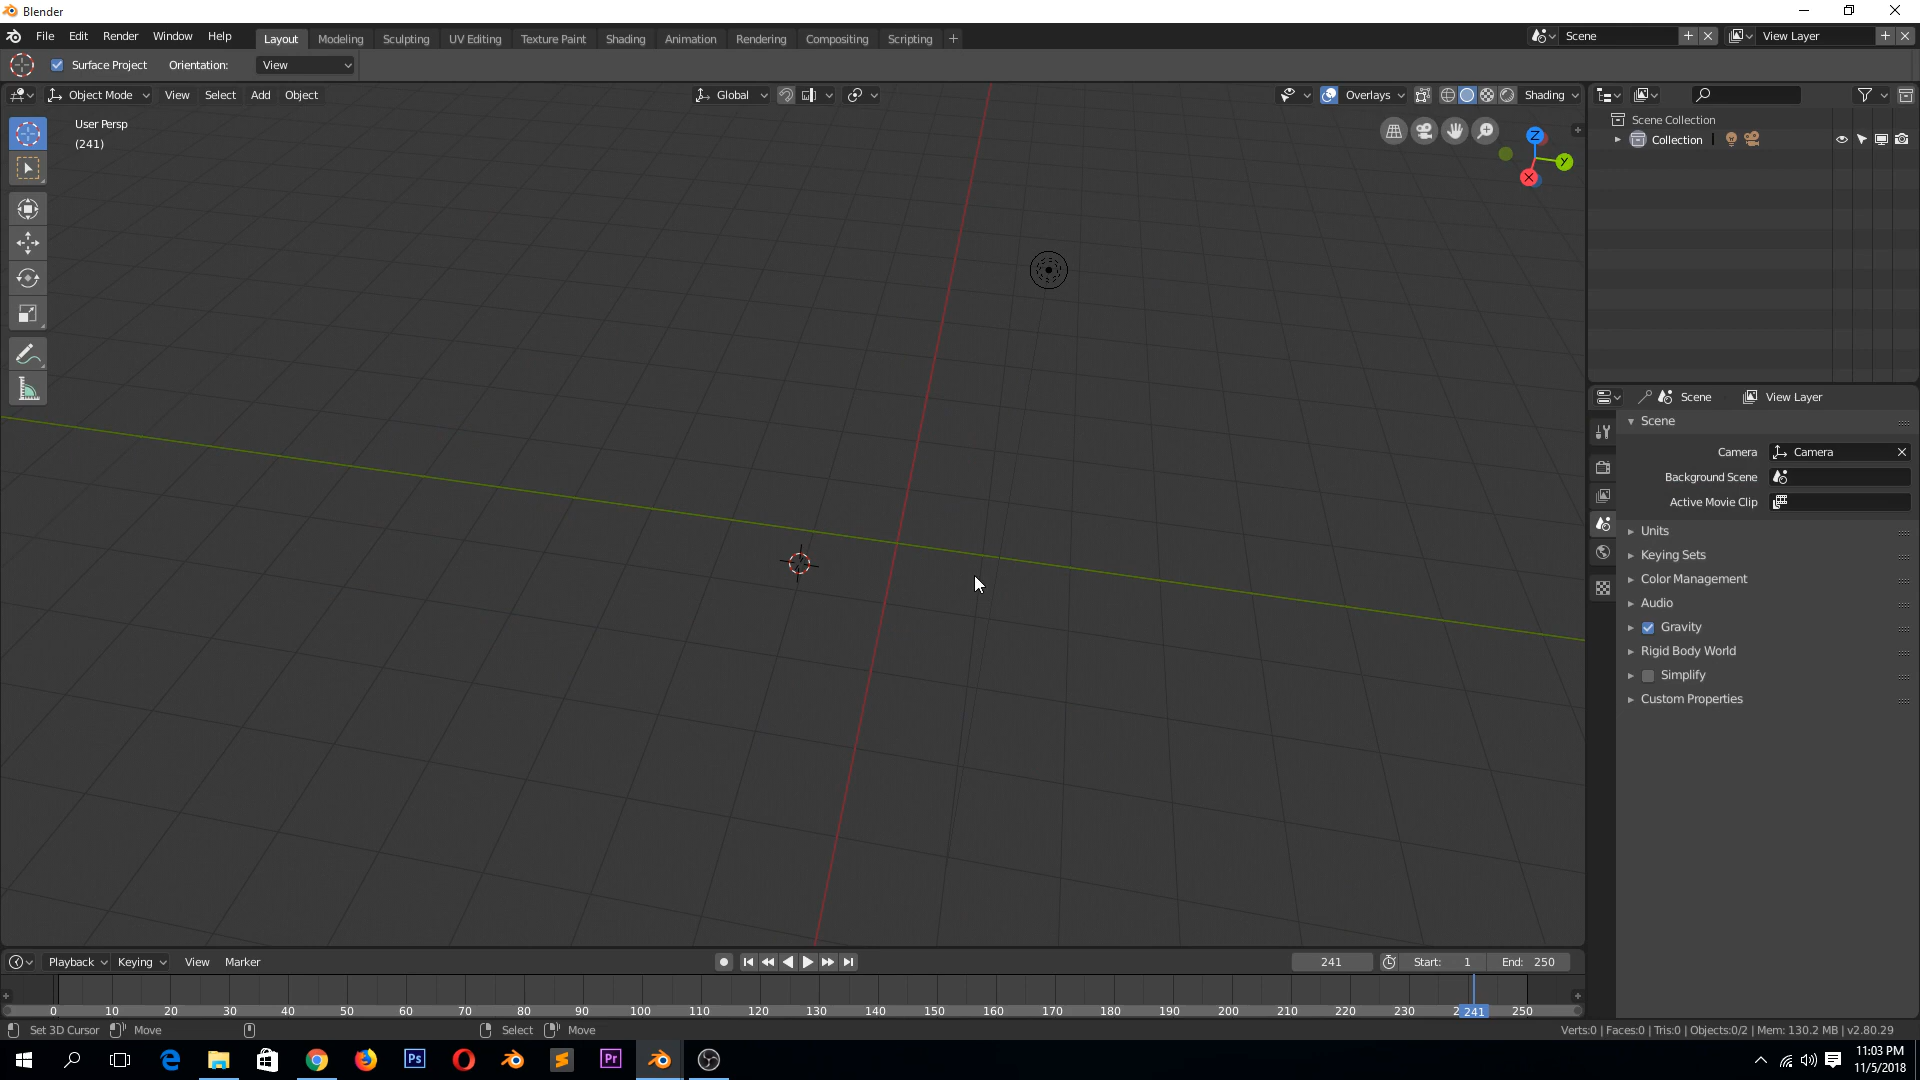 Blender
File Edit Render Window Help Layout Modeling Sculpting UV Editing Texture Paint Shading Animation Rendering Compositing Scripting + Scene View Layer
Surface Project Orientation: View
Object Mode View Select Add Object Global Overlays Shading
User Persp
(241)
Z
Y
X
Scene Collection
Collection
Scene View Layer
Scene
Camera Camera
Background Scene
Active Movie Clip
Units
Keying Sets
Color Management
Audio
Gravity
Rigid Body World
Simplify
Custom Properties
Playback Keying View Marker 241 Start: 1 End: 250
0 10 20 30 40 50 60 70 80 90 100 110 120 130 140 150 160 170 180 190 200 210 220 230 241 250
Set 3D Cursor Move Select Move Verts:0 | Faces:0 | Tris:0 | Objects:0/2 | Mem: 130.2 MB | v2.80.29
Ps Pr
11:03 PM
11/5/2018